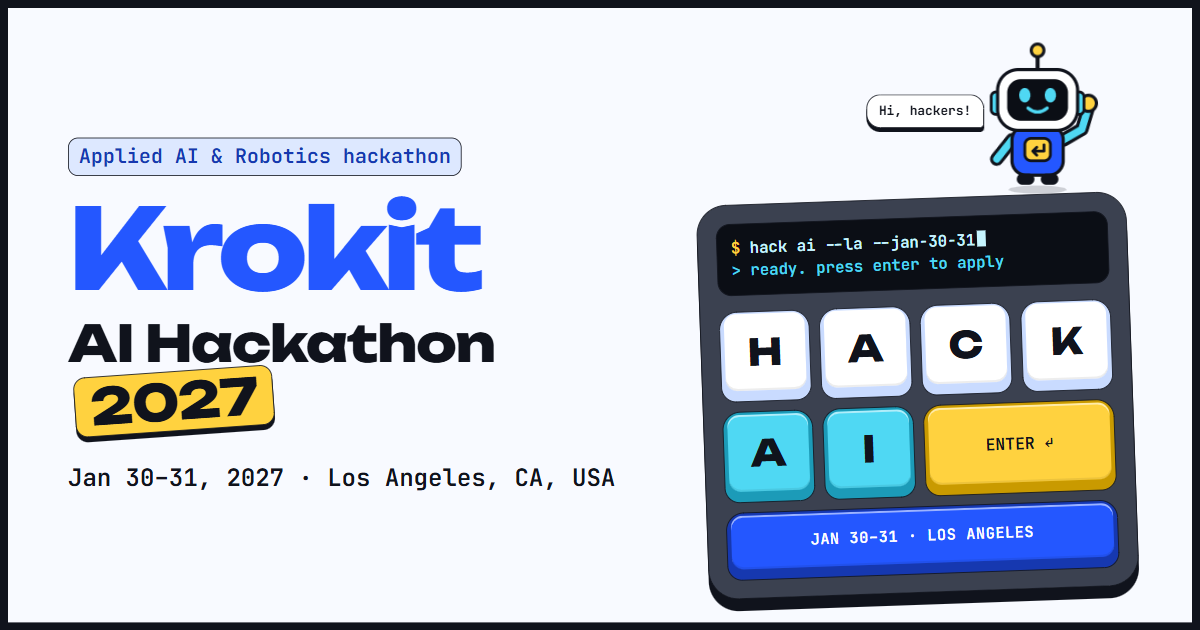 Applied AI & Robotics hackathon
Krokit
AI Hackathon
2027
Jan 30–31, 2027 · Los Angeles, CA, USA
Hi, hackers!
$ hack ai --la --jan-30-31
> ready. press enter to apply
H A C K
A I ENTER ↵
JAN 30–31 · LOS ANGELES